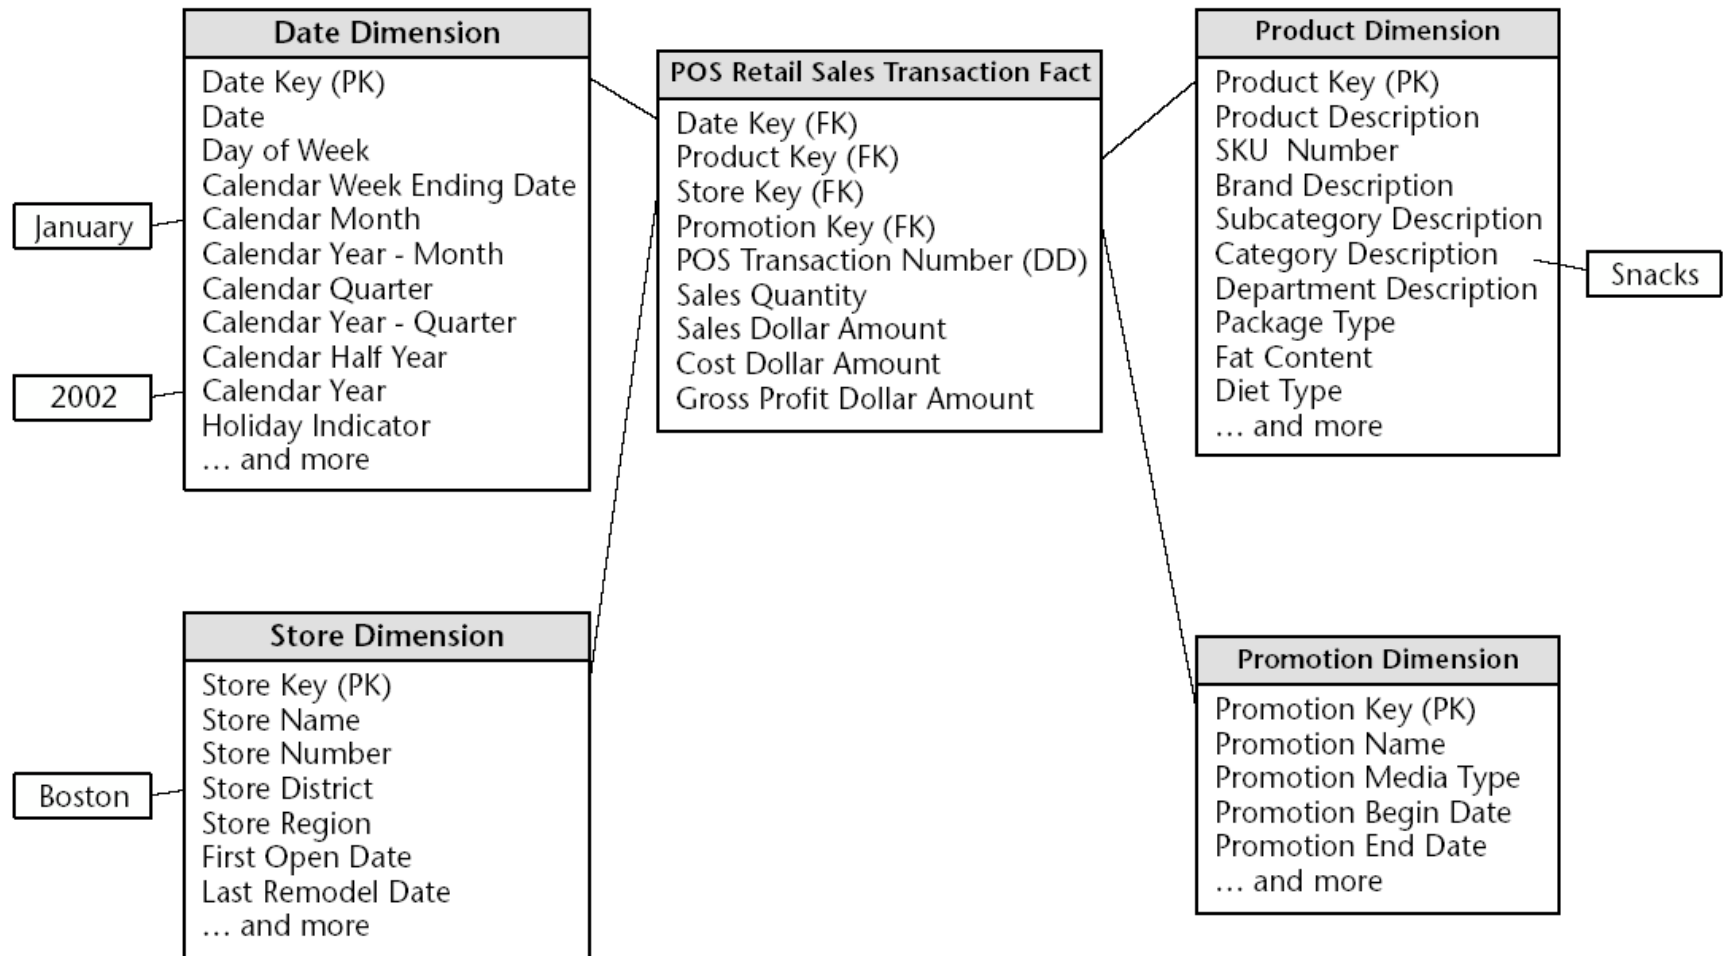 Date Dimension
Date Key (PK)
Date
Day of Week
Calendar Week Ending Date
Calendar Month
Calendar Year - Month
Calendar Quarter
Calendar Year - Quarter
Calendar Half Year
Calendar Year
Holiday Indicator
... and more
January
2002
POS Retail Sales Transaction Fact
Date Key (FK)
Product Key (FK)
Store Key (FK)
Promotion Key (FK)
POS Transaction Number (DD)
Sales Quantity
Sales Dollar Amount
Cost Dollar Amount
Gross Profit Dollar Amount
Product Dimension
Product Key (PK)
Product Description
SKU Number
Brand Description
Subcategory Description
Category Description
Department Description
Package Type
Fat Content
Diet Type
... and more
Snacks
Store Dimension
Store Key (PK)
Store Name
Store Number
Store District
Store Region
First Open Date
Last Remodel Date
... and more
Boston
Promotion Dimension
Promotion Key (PK)
Promotion Name
Promotion Media Type
Promotion Begin Date
Promotion End Date
... and more